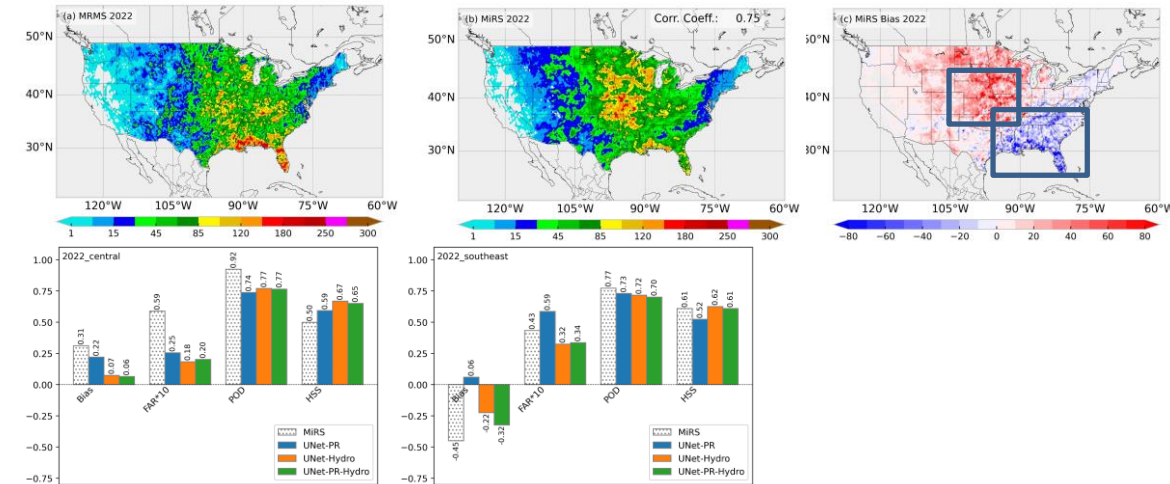 (a) MRMS 2022
50°N
40°N
30°N
120°W 105°W 90°W 75°W 60°W
1 15 45 85 120 180 250 300
(b) MiRS 2022 Corr. Coeff.: 0.75
50°N
40°N
30°N
120°W 105°W 90°W 75°W 60°W
1 15 45 85 120 180 250 300
(c) MiRS Bias 2022
50°N
40°N
30°N
120°W 105°W 90°W 75°W 60°W
−80 −60 −40 −20 0 20 40 60 80
2022_central
1.00
0.75
0.50
0.25
0.00
−0.25
−0.50
−0.75
0.31 0.22 0.07 0.06
0.59 0.25 0.18 0.20
0.92 0.74 0.77 0.77
0.50 0.59 0.67 0.65
Bias FAR*10 POD HSS
MiRS
UNet-PR
UNet-Hydro
UNet-PR-Hydro
2022_southeast
1.00
0.75
0.50
0.25
0.00
−0.25
−0.50
−0.75
-0.45 0.06 -0.22 -0.32
0.43 0.59 0.32 0.34
0.77 0.73 0.72 0.70
0.61 0.52 0.62 0.61
Bias FAR*10 POD HSS
MiRS
UNet-PR
UNet-Hydro
UNet-PR-Hydro